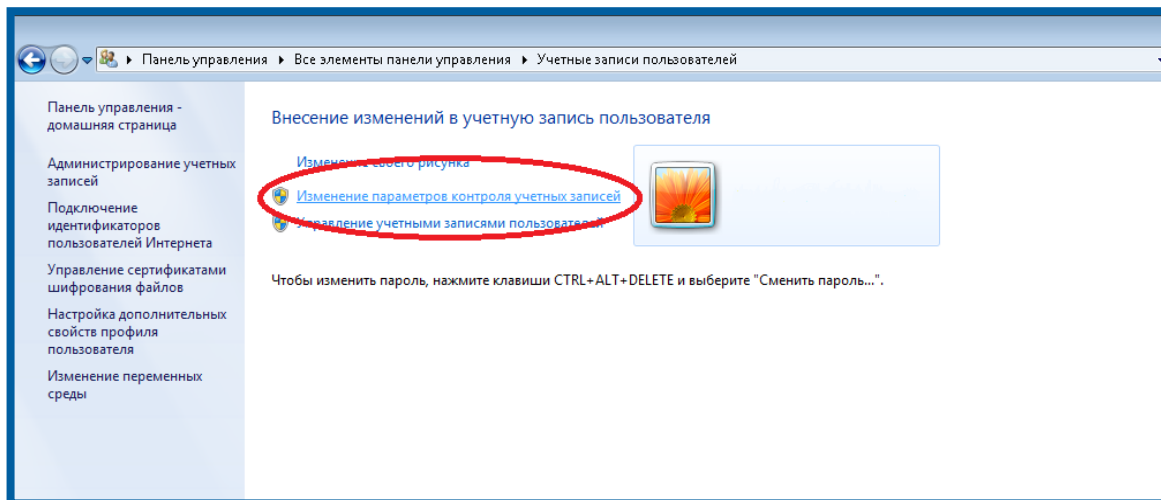 Панель управления ▸ Все элементы панели управления ▸ Учетные записи пользователей
Панель управления -
домашняя страница
Администрирование учетных
записей
Подключение
идентификаторов
пользователей Интернета
Управление сертификатами
шифрования файлов
Настройка дополнительных
свойств профиля
пользователя
Изменение переменных
среды
Внесение изменений в учетную запись пользователя
Изменение своего рисунка
Изменение параметров контроля учетных записей
Управление учетными записями пользователей
Чтобы изменить пароль, нажмите клавиши CTRL+ALT+DELETE и выберите "Сменить пароль...".